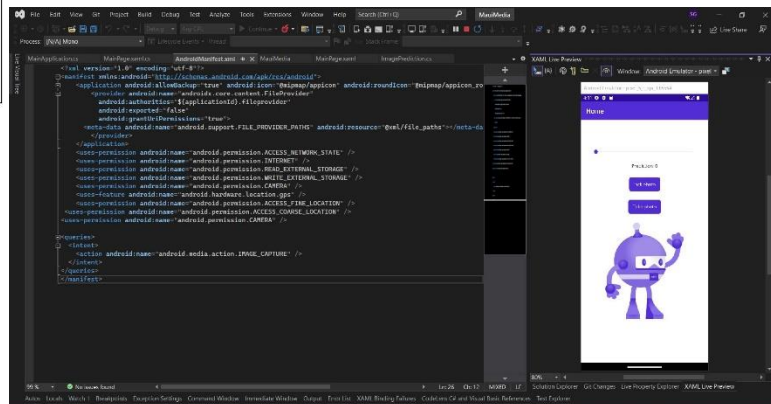 File Edit View Git Project Build Debug Test Analyze Tools Extensions Window Help Search (Ctrl+Q) MauiMedia SG
Live Share
Process:
MainApplication.cs MainPage.xaml.cs AndroidManifest.xml MauiMedia MainPage.xaml ImagePrediction.cs
<?xml version="1.0" encoding="utf-8"?>
<manifest xmlns:android="http://schemas.android.com/apk/res/android">
<application android:allowBackup="true" android:icon="@mipmap/appicon" android:roundIcon="@mipmap/appicon_ro
<provider android:name="androidx.core.content.FileProvider"
android:authorities="${applicationId}.fileprovider"
android:exported="false"
android:grantUriPermissions="true">
<meta-data android:name="android.support.FILE_PROVIDER_PATHS" android:resource="@xml/file_paths"></meta-da
</provider>
</application>
<uses-permission android:name="android.permission.ACCESS_NETWORK_STATE" />
<uses-permission android:name="android.permission.INTERNET" />
<uses-permission android:name="android.permission.READ_EXTERNAL_STORAGE" />
<uses-permission android:name="android.permission.WRITE_EXTERNAL_STORAGE" />
<uses-permission android:name="android.permission.CAMERA" />
<uses-feature android:name="android.hardware.location.gps" />
<uses-permission android:name="android.permission.ACCESS_FINE_LOCATION" />
<uses-permission android:name="android.permission.ACCESS_COARSE_LOCATION" />
<uses-permission android:name="android.permission.CAMERA" />
<queries>
<intent>
<action android:name="android.media.action.IMAGE_CAPTURE" />
</intent>
</queries>
</manifest>
99 % No issues found Ln: 26 Ch: 12 MIXED LF
XAML Live Preview
Window: Android Emulator - pixel
Home
80%
Solution Explorer Git Changes Live Property Explorer XAML Live Preview
Autos Locals Watch 1 Breakpoints Exception Settings Command Window Immediate Window Output Error List XAML Binding Failures CodeLens C# and Visual Basic References Test Explorer